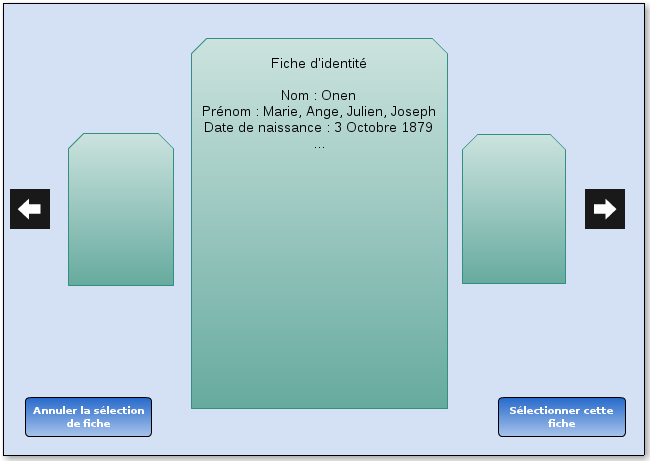 Fiche d'identité
Nom : Onen
Prénom : Marie, Ange, Julien, Joseph
Date de naissance : 3 Octobre 1879
...
Annuler la sélection
de fiche
Sélectionner cette
fiche